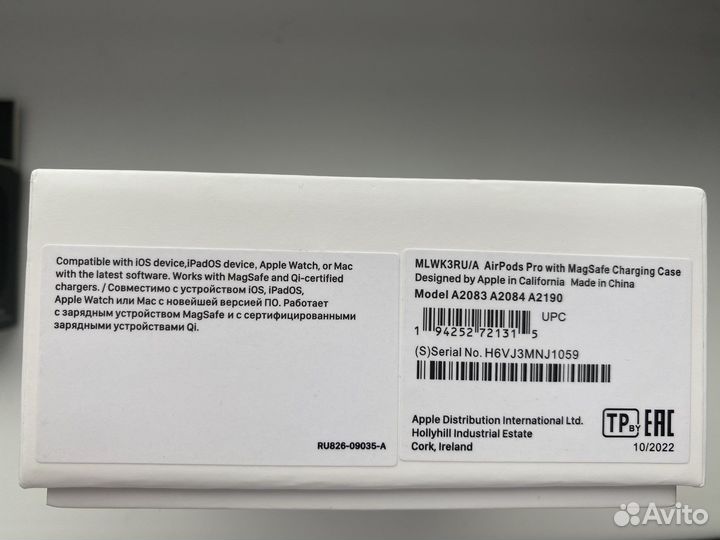 Compatible with iOS device,iPadOS device, Apple Watch, or Mac
with the latest software. Works with MagSafe and Qi-certified
chargers. / Совместимо с устройством iOS, iPadOS,
Apple Watch или Mac с новейшей версией ПО. Работает
с зарядным устройством MagSafe и с сертифицированными
зарядными устройствами Qi.
RU826-09035-A
MLWK3RU/A AirPods Pro with MagSafe Charging Case
Designed by Apple in California Made in China
Model A2083 A2084 A2190
UPC
1 94252 72131 5
(S)Serial No. H6VJ3MNJ1059
Apple Distribution International Ltd.
Hollyhill Industrial Estate
Cork, Ireland
TP BY EAC
10/2022
Avito